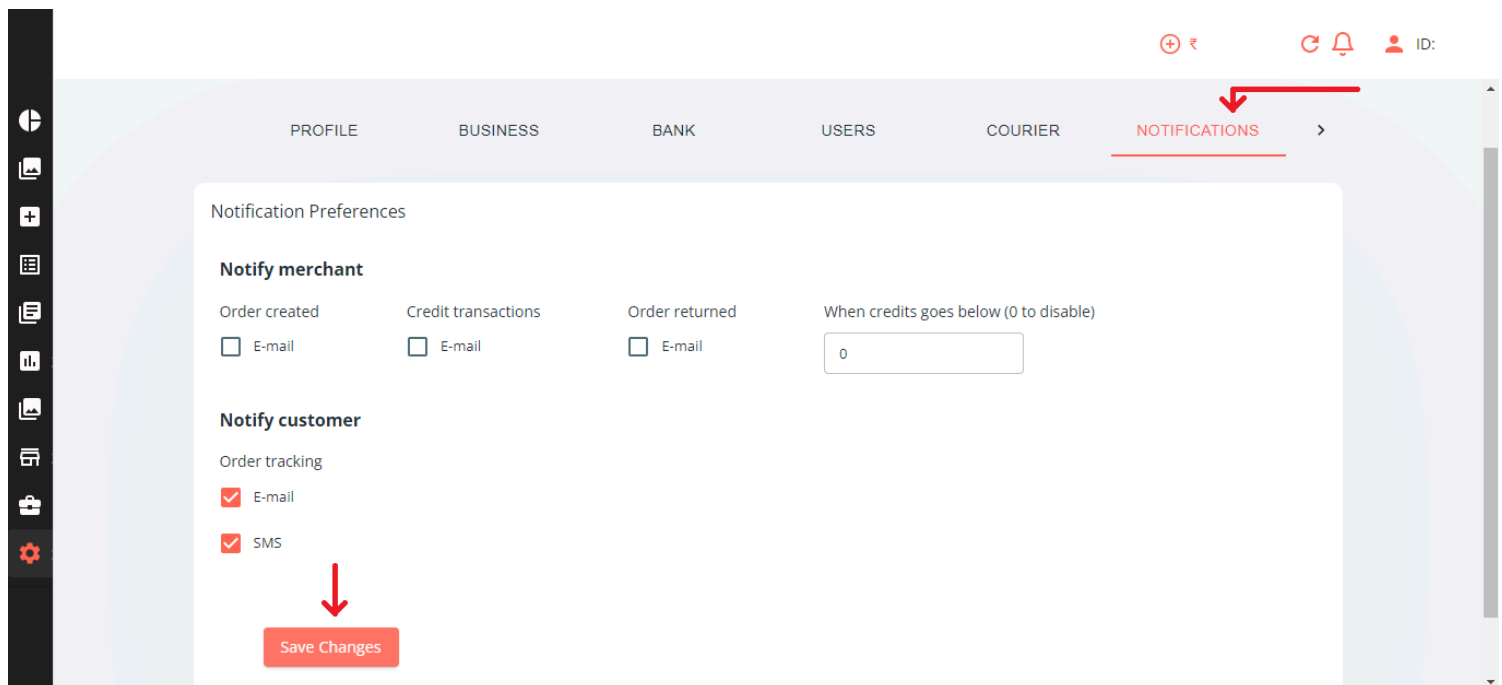 ₹ ID:
PROFILE BUSINESS BANK USERS COURIER NOTIFICATIONS
Notification Preferences
Notify merchant
Order created Credit transactions Order returned When credits goes below (0 to disable)
E-mail E-mail E-mail 0
Notify customer
Order tracking
E-mail
SMS
Save Changes